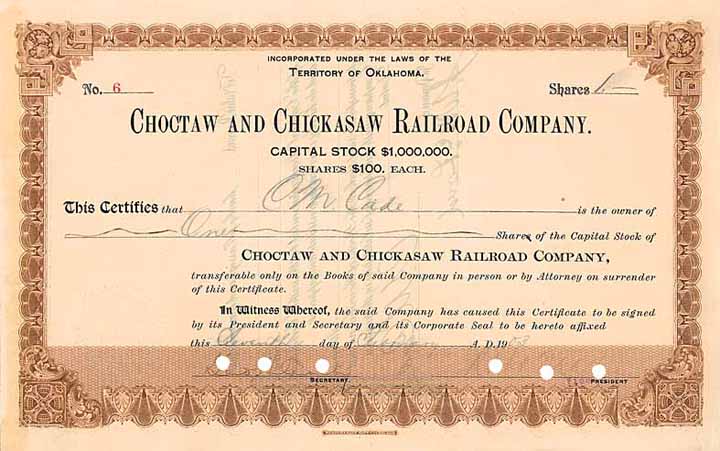 INCORPORATED UNDER THE LAWS OF THE
TERRITORY OF OKLAHOMA.
No. 6 Shares 1.—
CHOCTAW AND CHICKASAW RAILROAD COMPANY.
CAPITAL STOCK $1,000,000.
SHARES $100. EACH.
This Certifies that C M Cade is the owner of
One Shares of the Capital Stock of
CHOCTAW AND CHICKASAW RAILROAD COMPANY,
transferable only on the Books of said Company in person or by Attorney on surrender
of this Certificate.
In Witness Whereof, the said Company has caused this Certificate to be signed
by its President and Secretary and its Corporate Seal to be hereto affixed
this Seventh day of A. D. 1903
SECRETARY. PRESIDENT